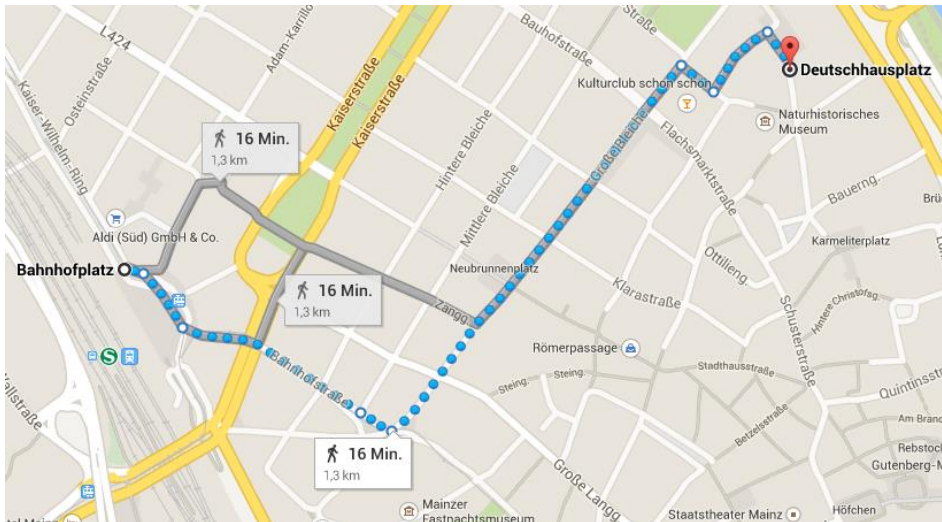 L424
Adam-Karrillo
Osteinstraße
Kaiserstraße
Kaiserstraße
Bauhofstraße
Straße
Deutschhausplatz
Kulturclub schon schön
Naturhistorisches
Museum
Kaiser-Wilhelm-Ring
16 Min.
1,3 km
Hintere Bleiche
Mittlere Bleiche
Große Bleiche
Flachsmarktstraße
Bauerng.
Aldi (Süd) GmbH & Co.
Karmeliterplatz
Bahnhofplatz
Neubrunnenplatz
Ottilieng.
16 Min.
1,3 km
Klarastraße
Hintere Christofsg.
Schusterstraße
Zangg.
S
Römerpassage
Stadthausstraße
Bahnhofstraße
Steing.
Steing.
Quintinsstr
Betzelsstraße
Am Brand
16 Min.
1,3 km
Große Langg
Rebstock
Gutenberg-M
Mainzer
Fastnachtsmuseum
Staatstheater Mainz
Höfchen